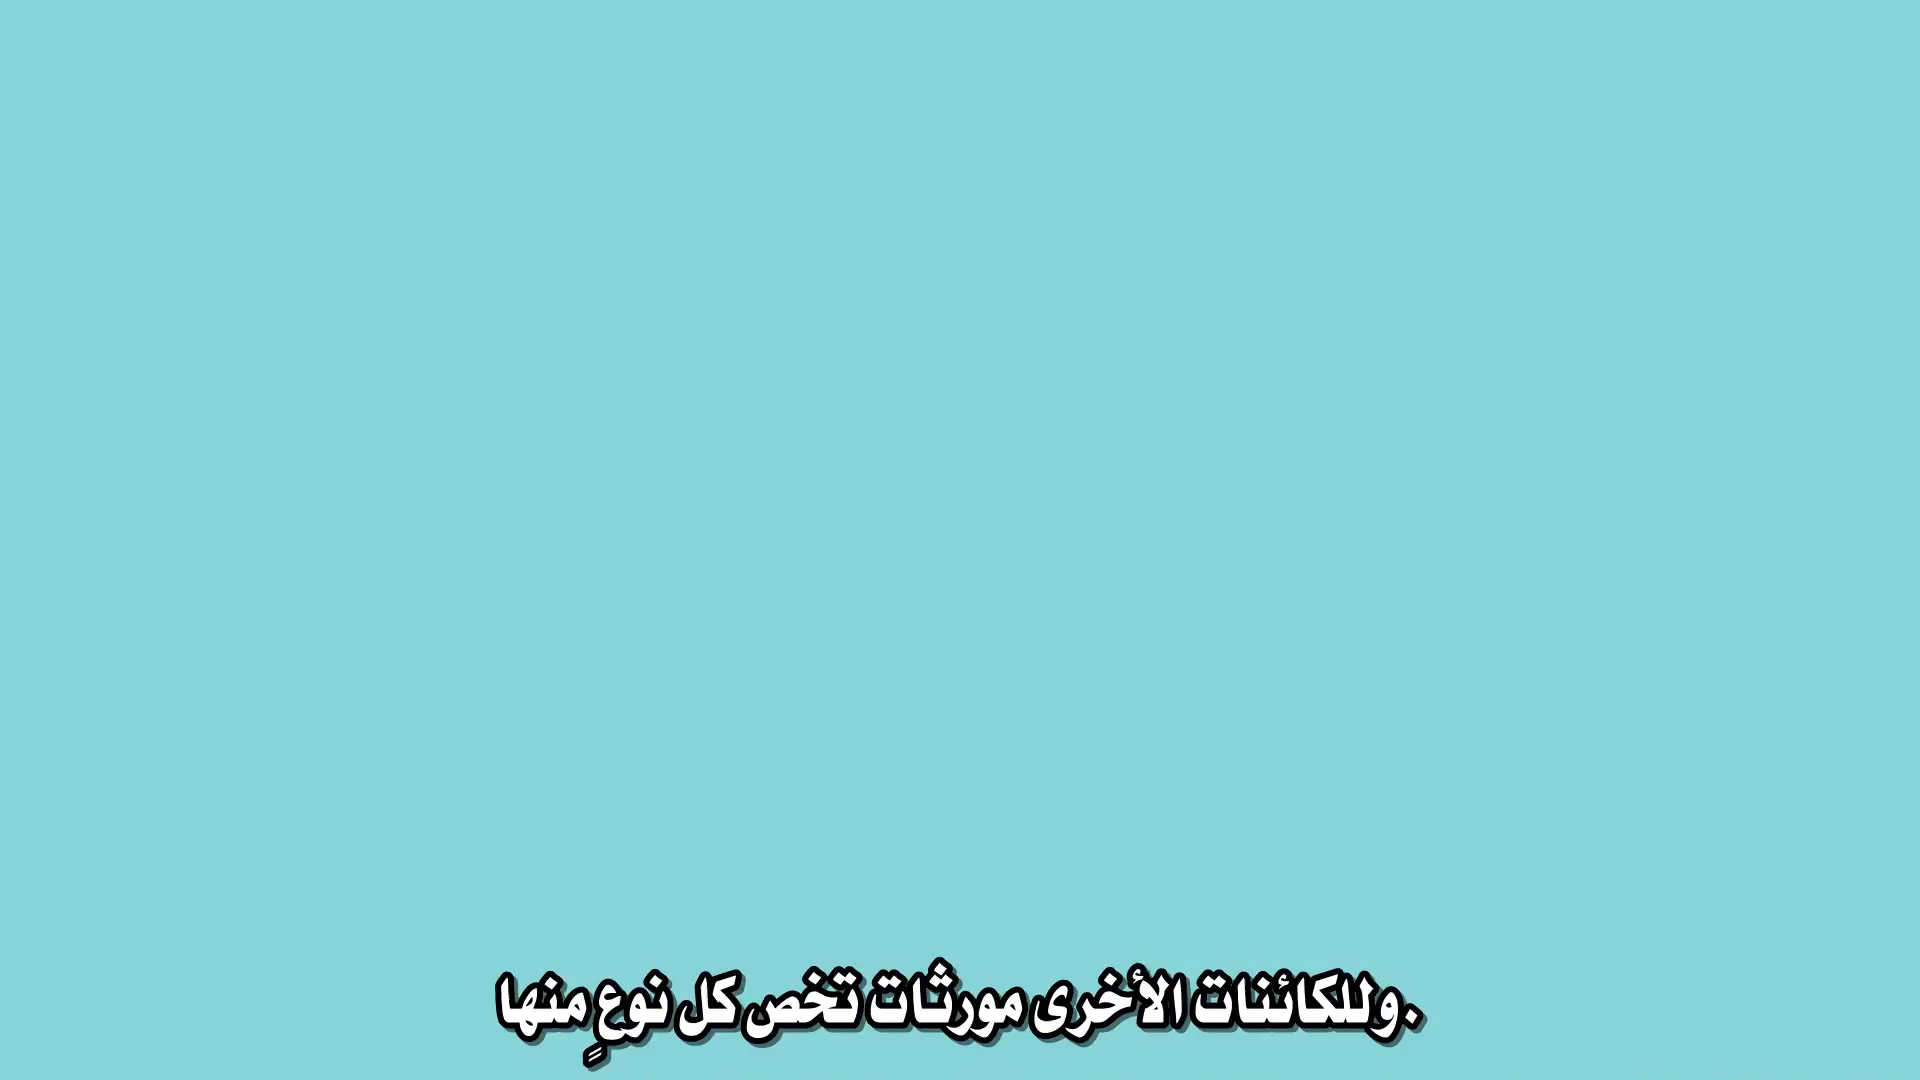 .وللكائنات الأخرى مورثات تخص كل نوعٍ منها